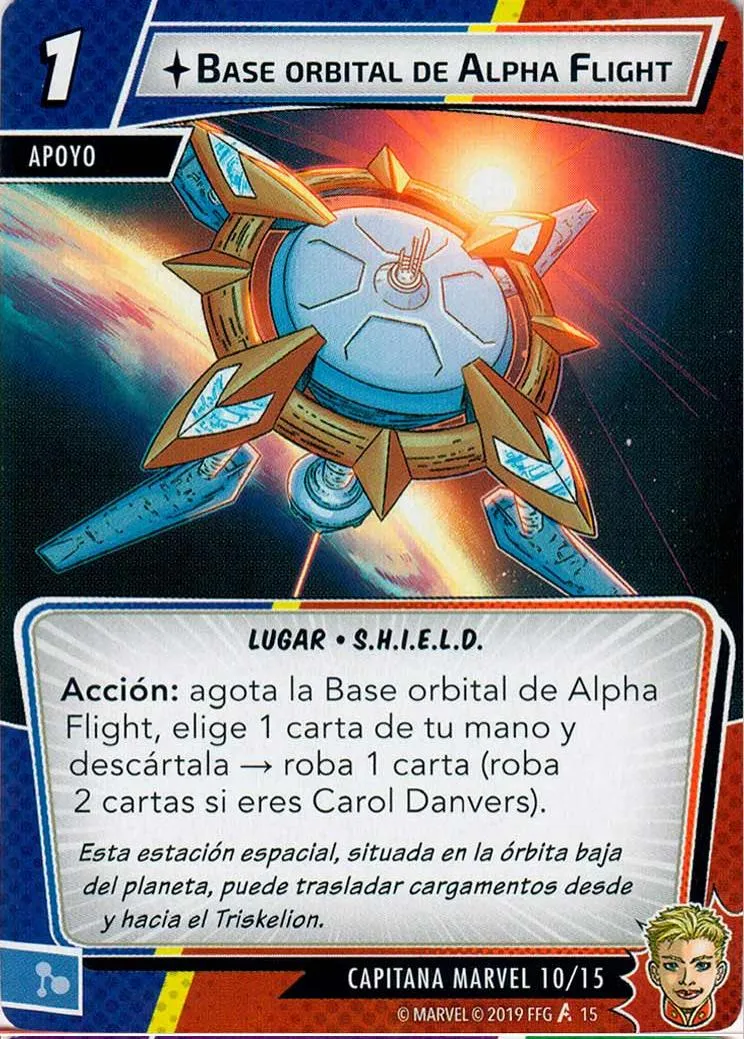 1
BASE ORBITAL DE ALPHA FLIGHT
APOYO
LUGAR • S.H.I.E.L.D.
Acción: agota la Base orbital de Alpha
Flight, elige 1 carta de tu mano y
descártala → roba 1 carta (roba
2 cartas si eres Carol Danvers).
Esta estación espacial, situada en la órbita baja
del planeta, puede trasladar cargamentos desde
y hacia el Triskelion.
CAPITANA MARVEL 10/15
© MARVEL © 2019 FFG 15